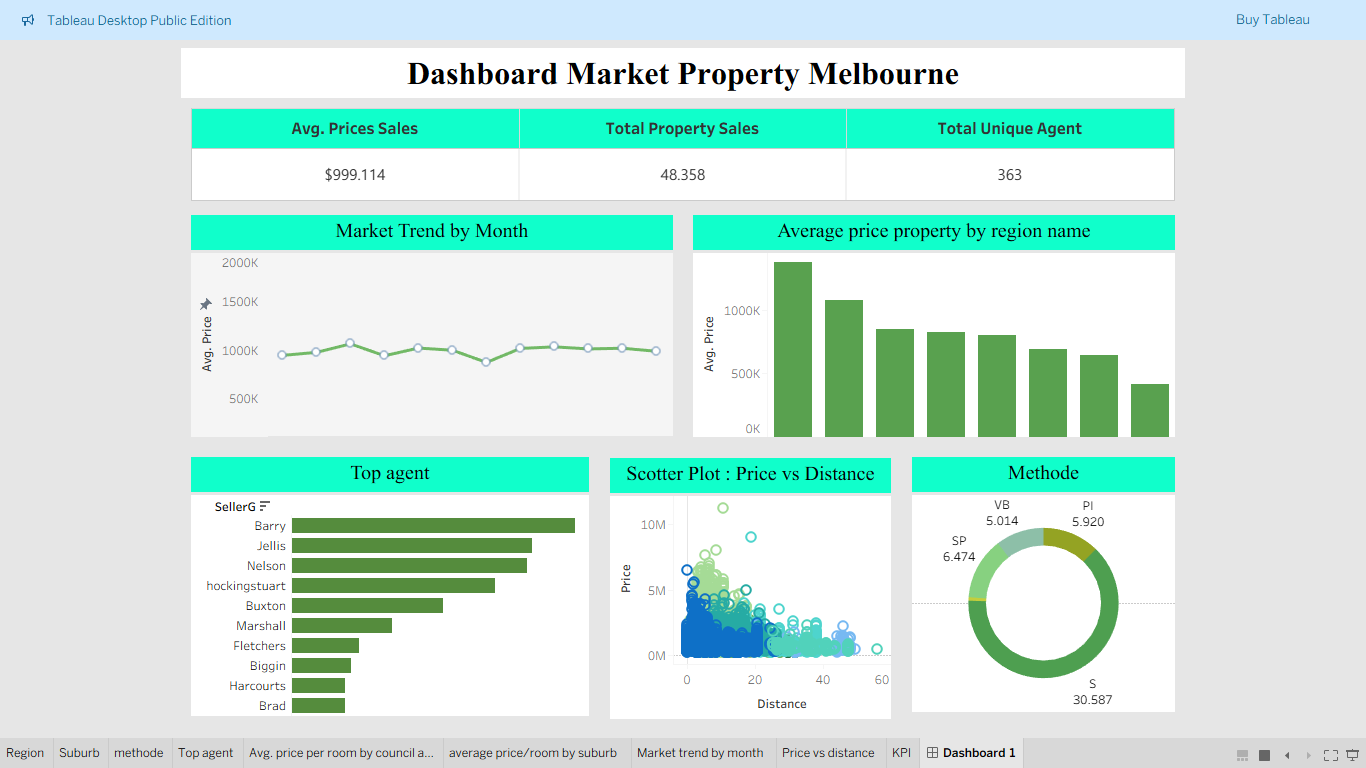 Tableau Desktop Public Edition
Buy Tableau
Dashboard Market Property Melbourne
Avg. Prices Sales
Total Property Sales
Total Unique Agent
$999.114
48.358
363
Market Trend by Month
2000K
1500K
1000K
500K
Avg. Price
Average price property by region name
1000K
500K
0K
Avg. Price
Top agent
SellerG
Barry
Jellis
Nelson
hockingstuart
Buxton
Marshall
Fletchers
Biggin
Harcourts
Brad
Scotter Plot : Price vs Distance
10M
5M
0M
Price
0
20
40
60
Distance
Methode
VB
5.014
PI
5.920
SP
6.474
S
30.587
Region
Suburb
methode
Top agent
Avg. price per room by council a...
average price/room by suburb
Market trend by month
Price vs distance
KPI
Dashboard 1